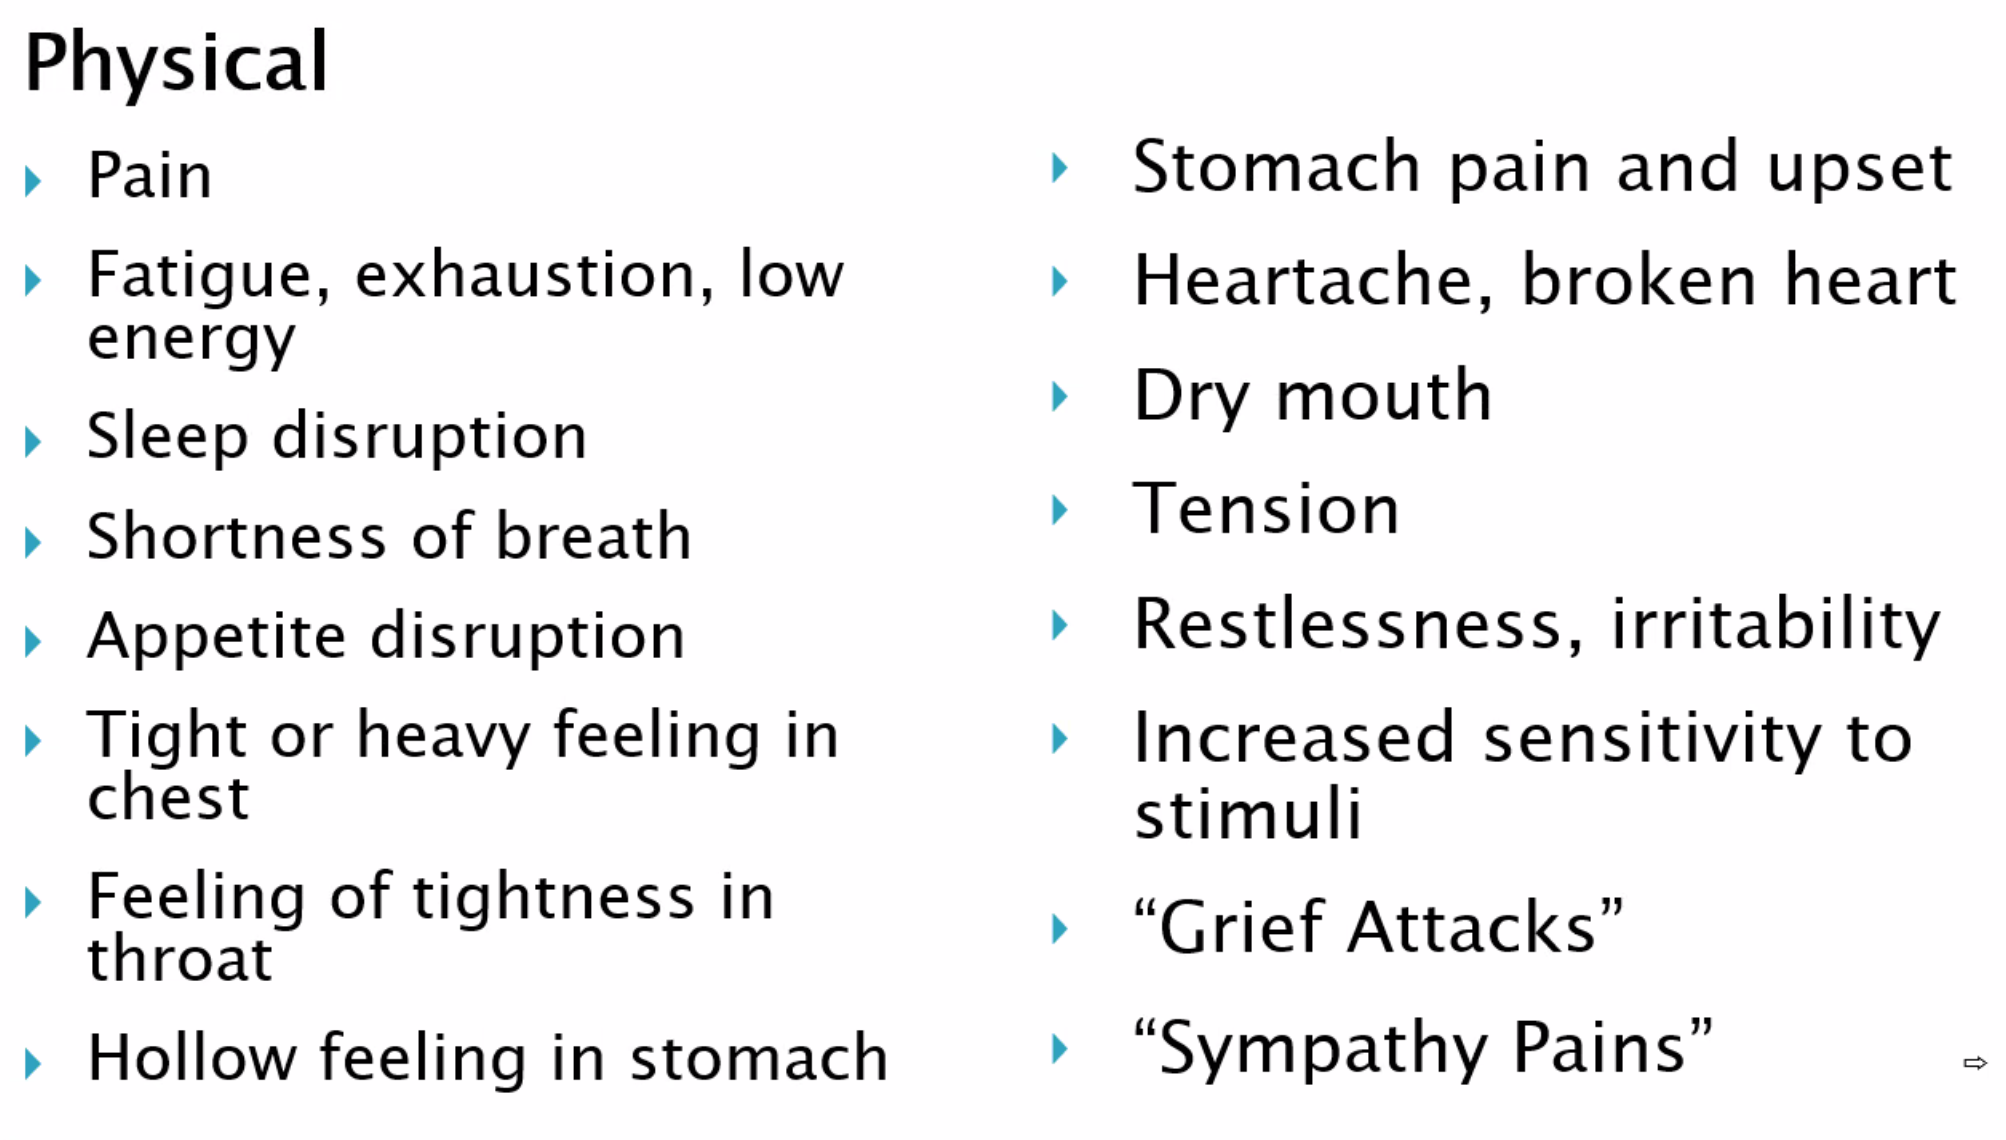 Physical
Pain
Fatigue, exhaustion, low
energy
Sleep disruption
Shortness of breath
Appetite disruption
Tight or heavy feeling in
chest
Feeling of tightness in
throat
Hollow feeling in stomach
Stomach pain and upset
Heartache, broken heart
Dry mouth
Tension
Restlessness, irritability
Increased sensitivity to
stimuli
“Grief Attacks”
“Sympathy Pains”
⇨